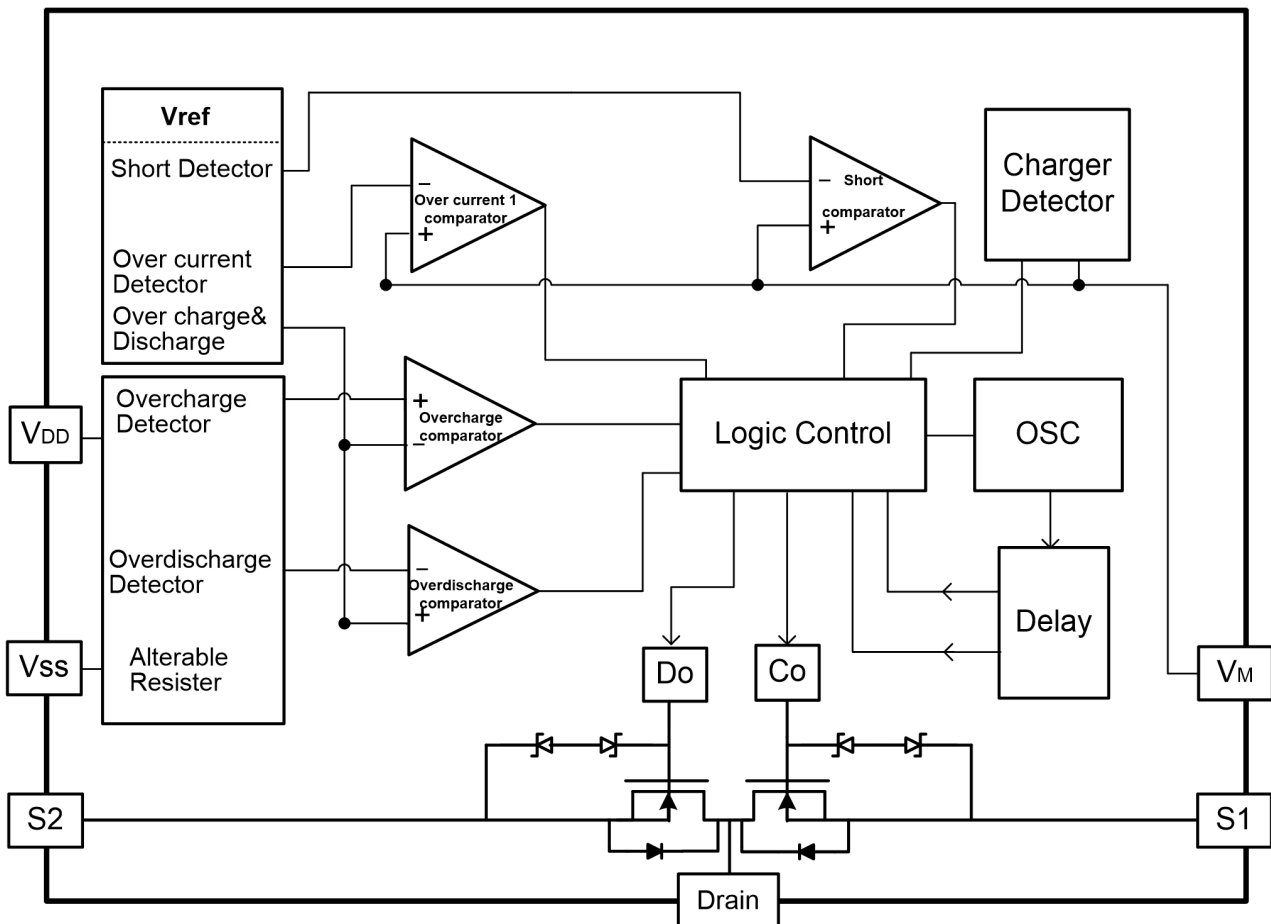 Vref
Short Detector
Over current
Detector
Over charge&
Discharge
− Over current 1
comparator
+
− Short
comparator
+
Charger
Detector
VDD
Overcharge
Detector
+
Overcharge
comparator
−
Logic Control
OSC
Overdischarge
Detector
−
Overdischarge
comparator
+
Delay
Vss
Alterable
Resister
Do
Co
VM
S2
S1
Drain